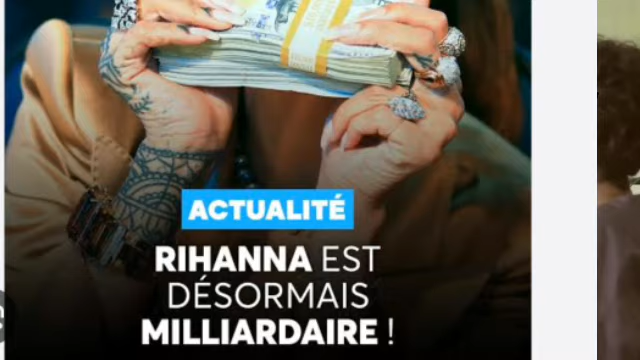 ACTUALITÉ
RIHANNA EST
DÉSORMAIS
MILLIARDAIRE !